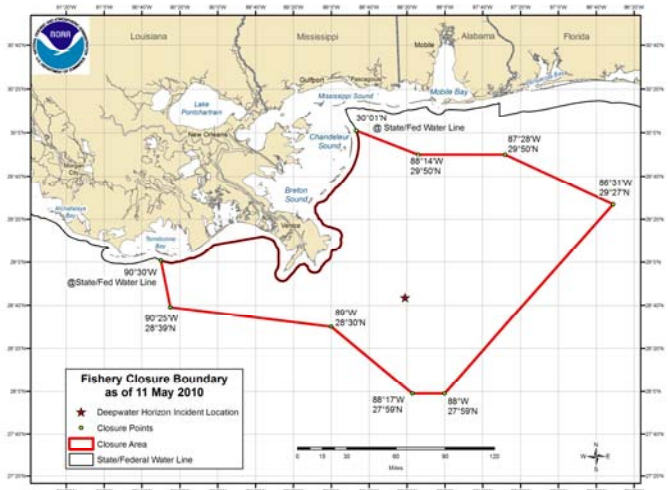 NOAA
Louisiana
Mississippi
Alabama
Florida
Mobile
Gulfport
Pascagoula
Mobile Bay
Mississippi Sound
Lake
Pontchartrain
New Orleans
Chandeleur
Sound
Breton
Sound
Venice
Morgan
City
Atchafalaya
Bay
Terrebonne
Bay
30°01'N
@ State/Fed Water Line
88°14'W
29°50'N
87°28'W
29°50'N
86°31'W
29°27'N
90°30'W
@State/Fed Water Line
90°25'W
28°39'N
89°W
28°30'N
88°17'W
27°59'N
88°W
27°59'N
Fishery Closure Boundary
as of 11 May 2010
Deepwater Horizon Incident Location
Closure Points
Closure Area
State/Federal Water Line
0 15 30 60 90 120
Miles
N
W E
S